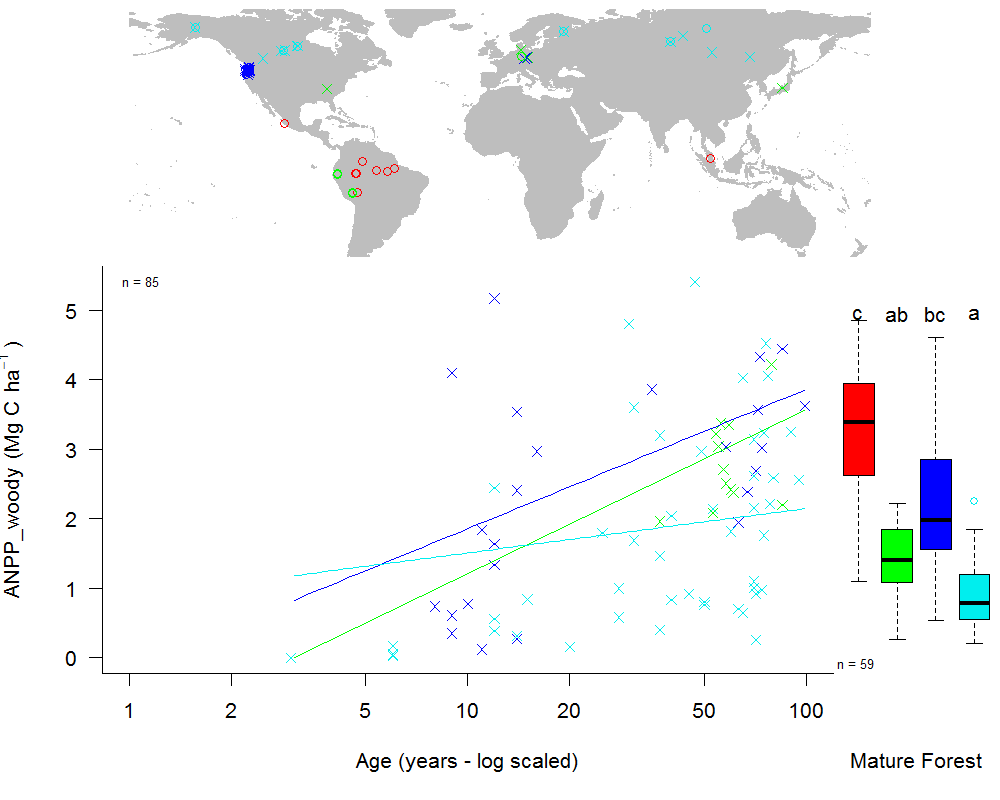 n = 85
c ab bc a
5
4
3
2
1
0
ANPP_woody (Mg C ha⁻¹ )
n = 59
1 2 5 10 20 50 100
Age (years - log scaled) Mature Forest